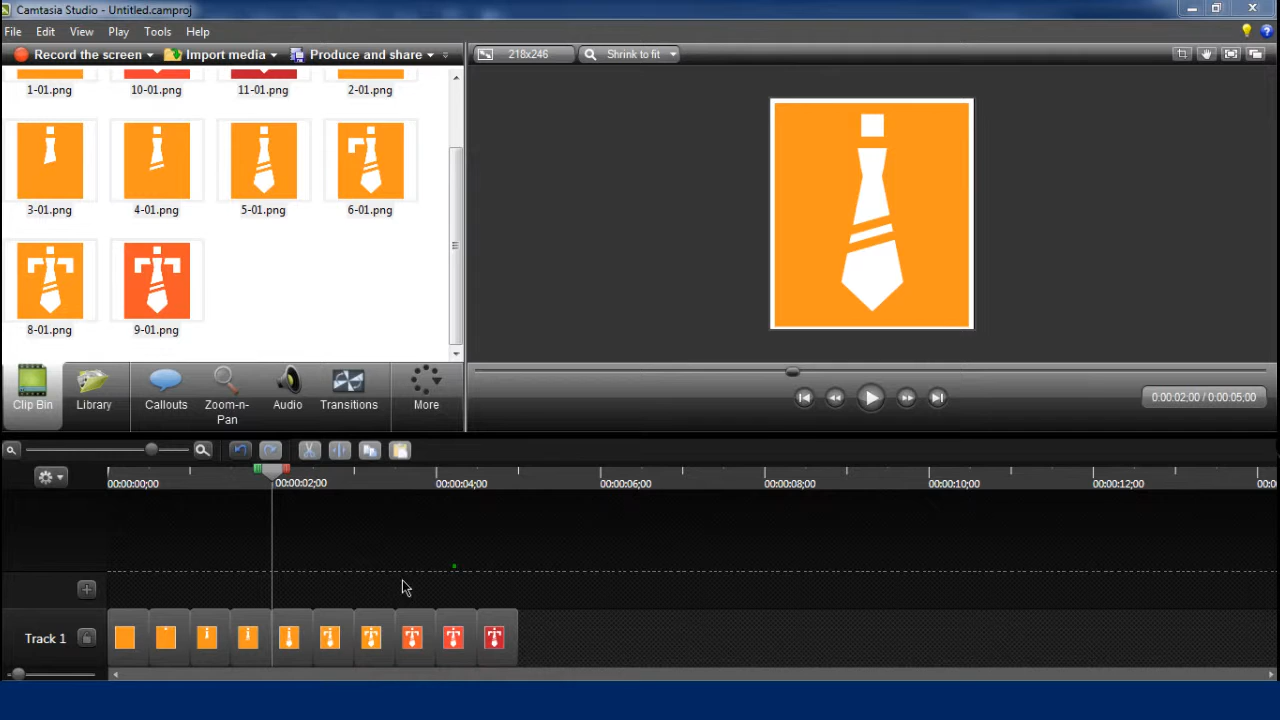 Camtasia Studio - Untitled.camproj
File Edit View Play Tools Help
Record the screen Import media Produce and share
218x246 Shrink to fit
1-01.png 10-01.png 11-01.png 2-01.png
3-01.png 4-01.png 5-01.png 6-01.png
8-01.png 9-01.png
Clip Bin Library Callouts Zoom-n-Pan Audio Transitions More
0:00:02;00 / 0:00:05;00
00:00:00;00 00:00:02;00 00:00:04;00 00:00:06;00 00:00:08;00 00:00:10;00 00:00:12;00 00:0
Track 1